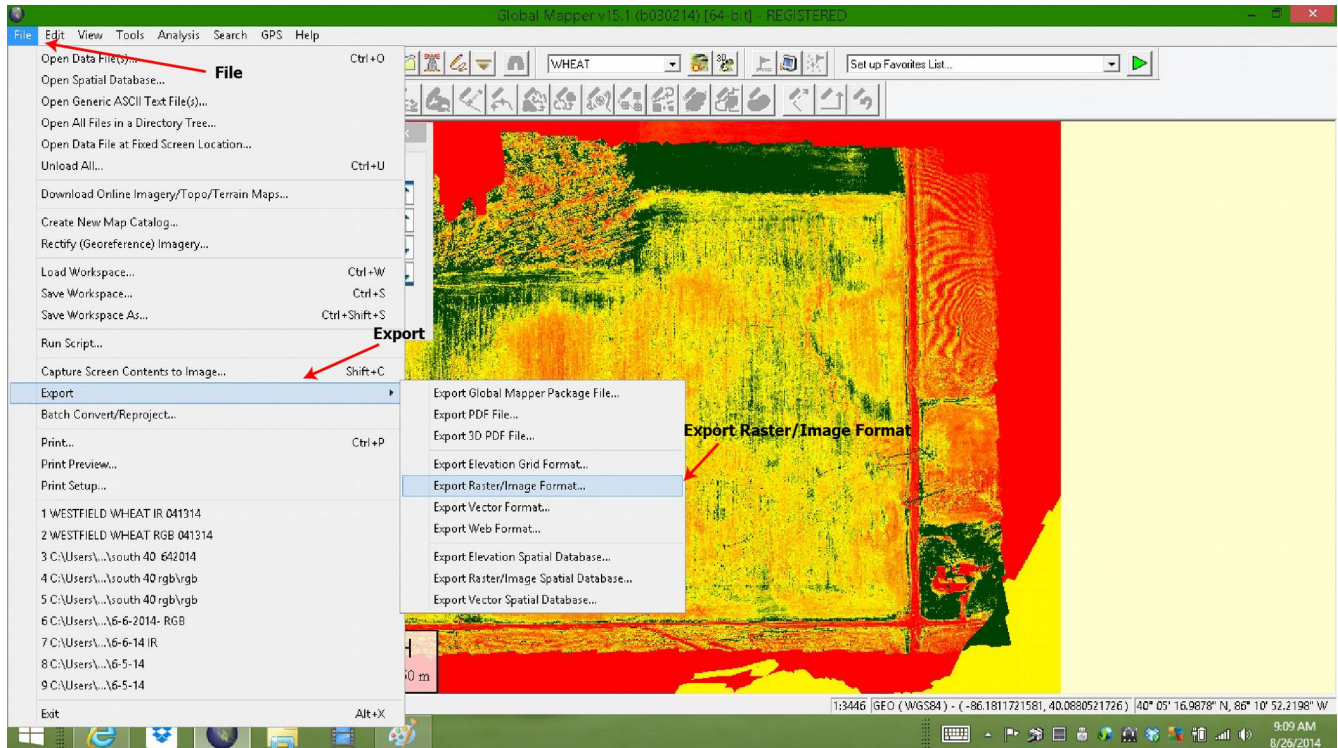 Global Mapper v15.1 (b030214) [64-bit] - REGISTERED
File Edit View Tools Analysis Search GPS Help
Open Data File(s)... Ctrl+O
File
WHEAT
Set up Favorites List...
Open Spatial Database...
Open Generic ASCII Text File(s)...
Open All Files in a Directory Tree...
Open Data File at Fixed Screen Location...
Unload All... Ctrl+U
Download Online Imagery/Topo/Terrain Maps...
Create New Map Catalog...
Rectify (Georeference) Imagery...
Load Workspace... Ctrl+W
Save Workspace... Ctrl+S
Save Workspace As... Ctrl+Shift+S
Export
Run Script...
Capture Screen Contents to Image... Shift+C
Export
Batch Convert/Reproject...
Print... Ctrl+P
Print Preview...
Print Setup...
1 WESTFIELD WHEAT IR 041314
2 WESTFIELD WHEAT RGB 041314
3 C:\Users\...\south 40 642014
4 C:\Users\...\south 40 rgb\rgb
5 C:\Users\...\south 40 rgb\rgb
6 C:\Users\...\6-6-2014- RGB
7 C:\Users\...\6-6-14 IR
8 C:\Users\...\6-5-14
9 C:\Users\...\6-5-14
Exit Alt+X
Export Global Mapper Package File...
Export PDF File...
Export 3D PDF File...
Export Raster/Image Format
Export Elevation Grid Format...
Export Raster/Image Format...
Export Vector Format...
Export Web Format...
Export Elevation Spatial Database...
Export Raster/Image Spatial Database...
Export Vector Spatial Database...
1:3446 GEO (WGS84) - ( -86.1811721581, 40.0880521726 ) 40° 05' 16.9878" N, 86° 10' 52.2198" W
9:09 AM
8/26/2014